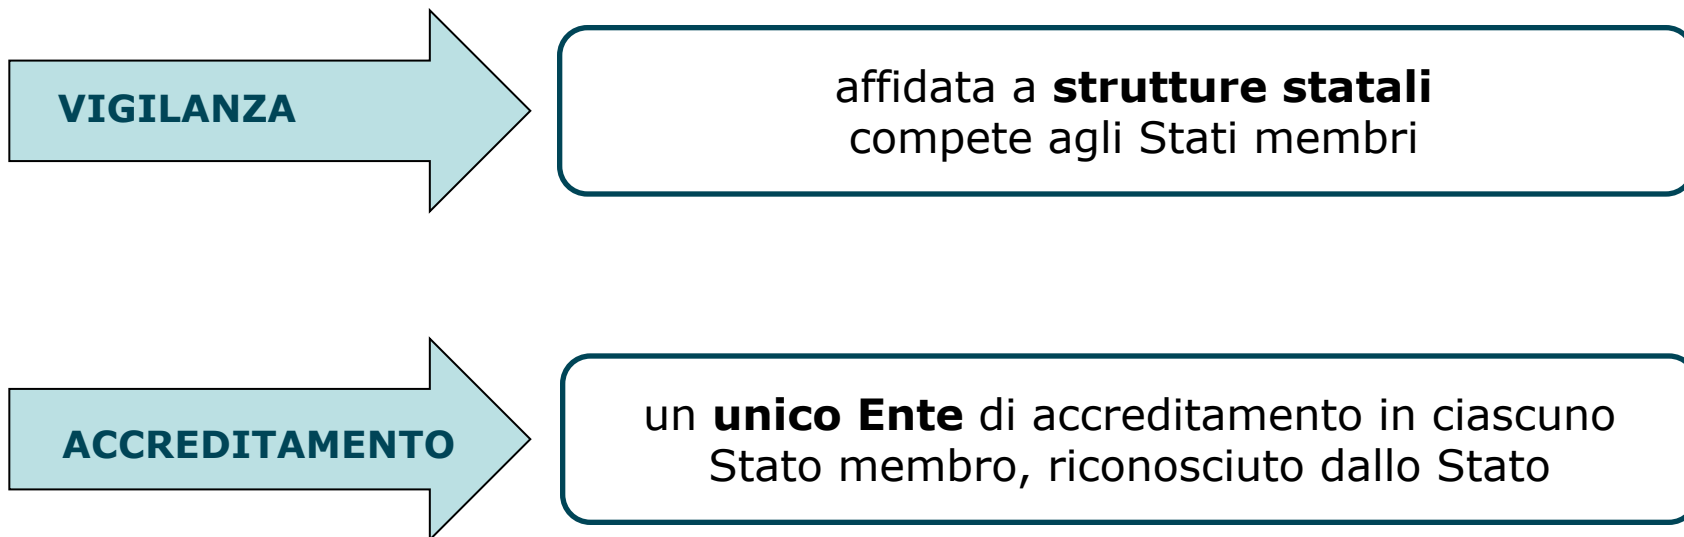 VIGILANZA
affidata a strutture statali
compete agli Stati membri
ACCREDITAMENTO
un unico Ente di accreditamento in ciascuno
Stato membro, riconosciuto dallo Stato